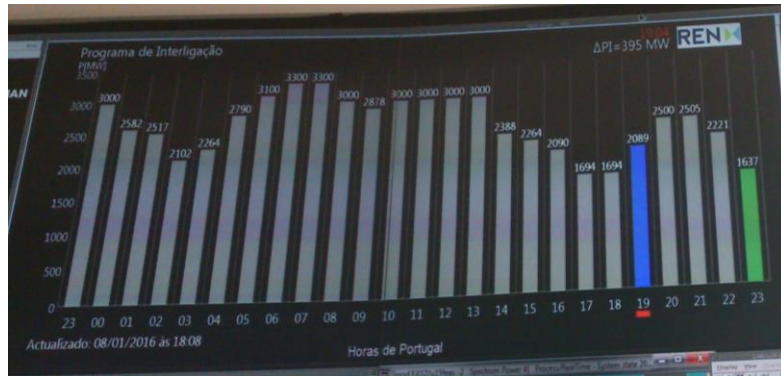 Programa de Interligação
19:04
ΔPI=395 MW
REN
P[MW]
3500
3000
2500
2000
1500
1000
500
0
3000 2582 2517 2102 2264 2790 3100 3300 3300 3000 2878 3000 3000 3000 3000 2388 2264 2090 1694 1694 2089 2500 2505 2221 1637
23 00 01 02 03 04 05 06 07 08 09 10 11 12 13 14 15 16 17 18 19 20 21 22 23
Actualizado: 08/01/2016 às 18:08
Horas de Portugal